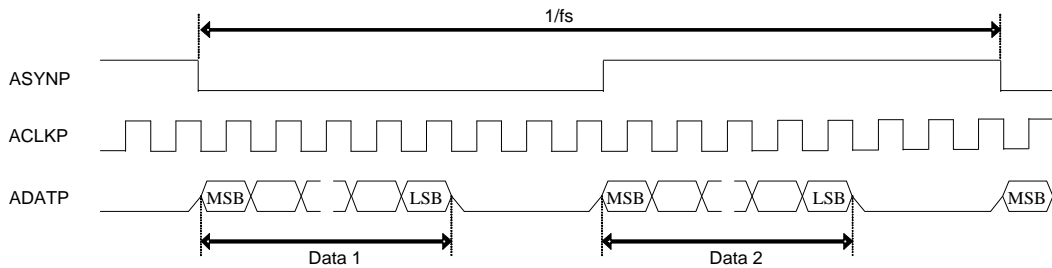 1/fs
ASYNP
ACLKP
ADATP
MSB LSB MSB LSB MSB
Data 1 Data 2